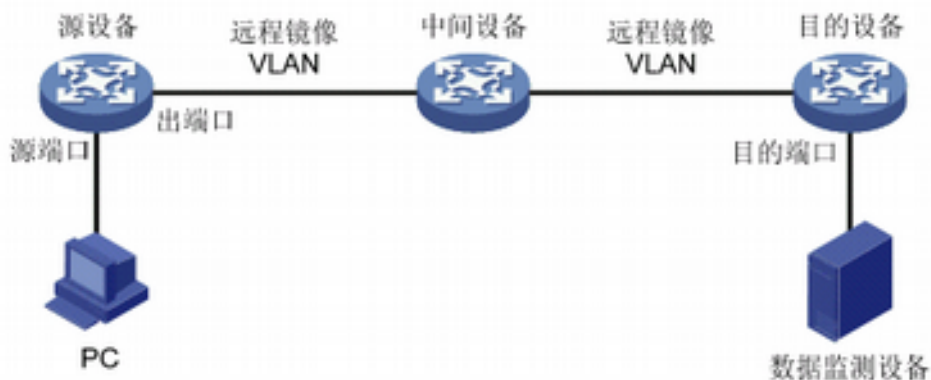 源设备
远程镜像
VLAN
中间设备
远程镜像
VLAN
目的设备
出端口
源端口
目的端口
PC
数据监测设备